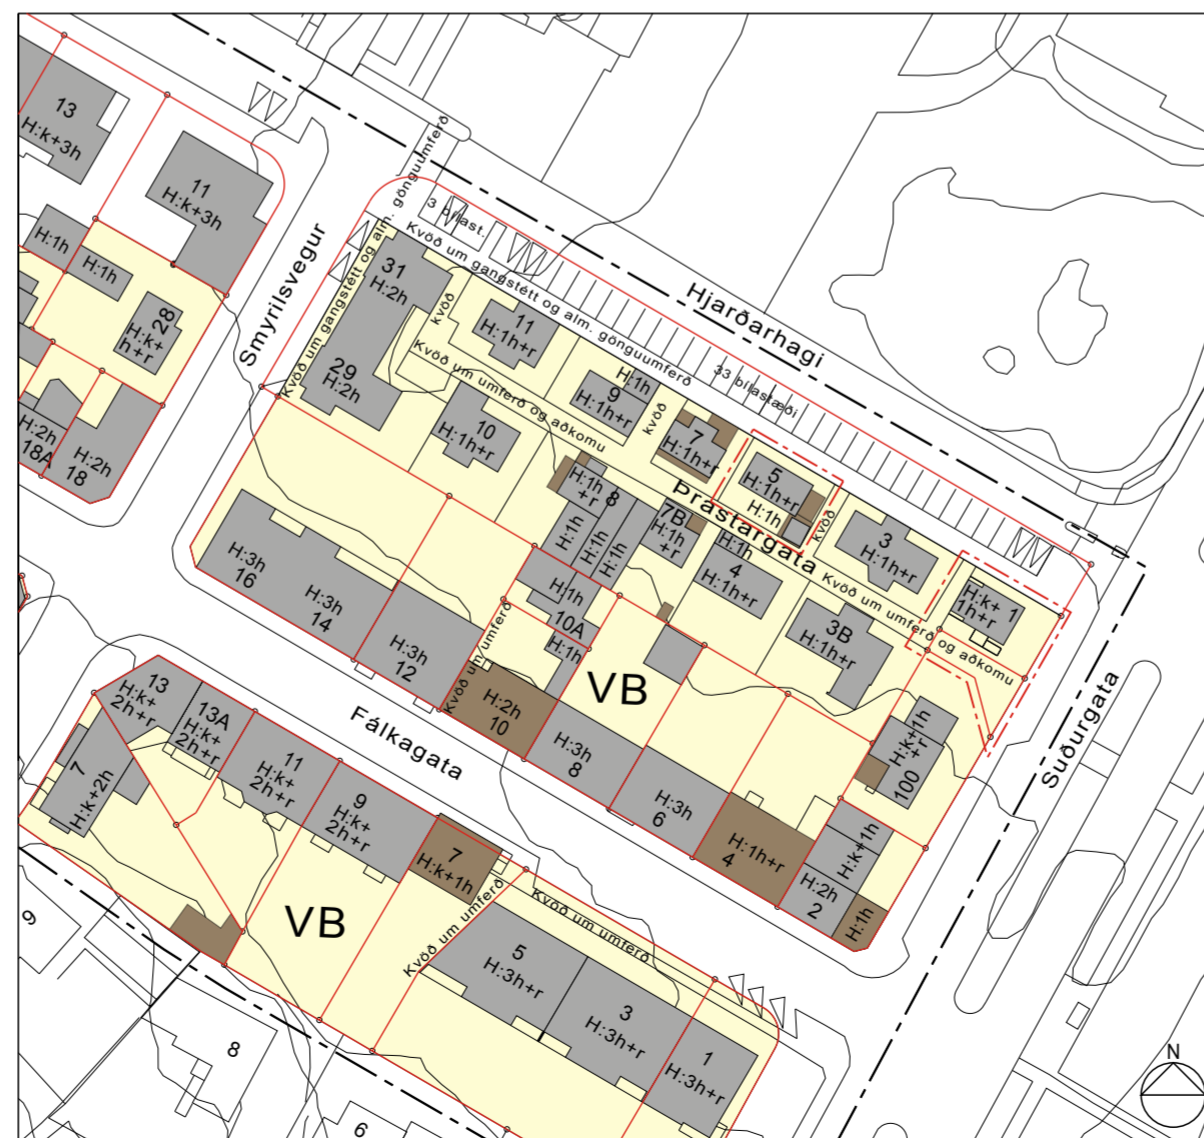 13
H:k+3h
11
H:k+3h
H:1h
H:1h
28
H:k+
h+r
H:2h
18A
H:2h
18
Smyrilsvegur
Kvöð um gangstétt og alm. gönguumferð
3 bílast.
Kvöð um gangstétt og alm. gönguumferð
33 bílastæði
Hjarðarhagi
31
H:2h
29
H:2h
kvöð
11
H:1h+r
Kvöð um umferð og aðkomu
10
H:1h+r
H:1h
9
H:1h+r
kvöð
7
H:1h+r
5
H:1h+r
H:1h
kvöð
Þrastargata
3
H:1h+r
H:k+ 1
1h+r
Kvöð um umferð og aðkomu
H:1h 8
+r
H:1h
H:1h
H:1h
7B
H:1h
+r
H:1h
4
H:1h+r
3B
H:1h+r
H:1h
10A
H:1h
VB
H:k+1h
+r
100
Suðurgata
H:3h
16
H:3h
14
H:3h
12
Kvöð um umferð
H:2h
10
H:3h
8
H:3h
6
H:1h+r
4
H:k+1h
H:2h
2
H:1h
Fálkagata
13
H:k+
2h+r
13A
H:k+
2h+r
11
H:k+
2h+r
9
H:k+
2h+r
7
H:k+1h
7
H:k+2h
VB
Kvöð um umferð
Kvöð um umferð
5
H:3h+r
3
H:3h+r
1
H:3h+r
9
8
6
N